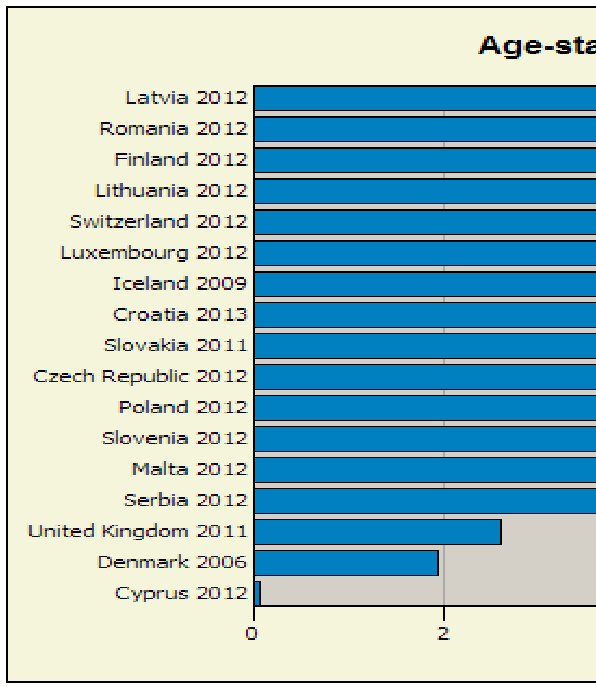 Age-sta
Latvia 2012
Romania 2012
Finland 2012
Lithuania 2012
Switzerland 2012
Luxembourg 2012
Iceland 2009
Croatia 2013
Slovakia 2011
Czech Republic 2012
Poland 2012
Slovenia 2012
Malta 2012
Serbia 2012
United Kingdom 2011
Denmark 2006
Cyprus 2012
0 2